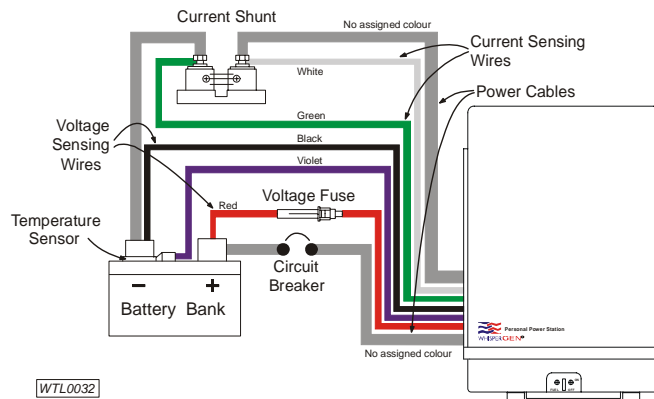 Current Shunt
No assigned colour
Current Sensing
Wires
White
Power Cables
Green
Voltage
Sensing
Wires
Black
Violet
Voltage Fuse
Red
Temperature
Sensor
Circuit
Breaker
− +
Battery Bank
No assigned colour
Personal Power Station
WHISPERGEN
WTL0032